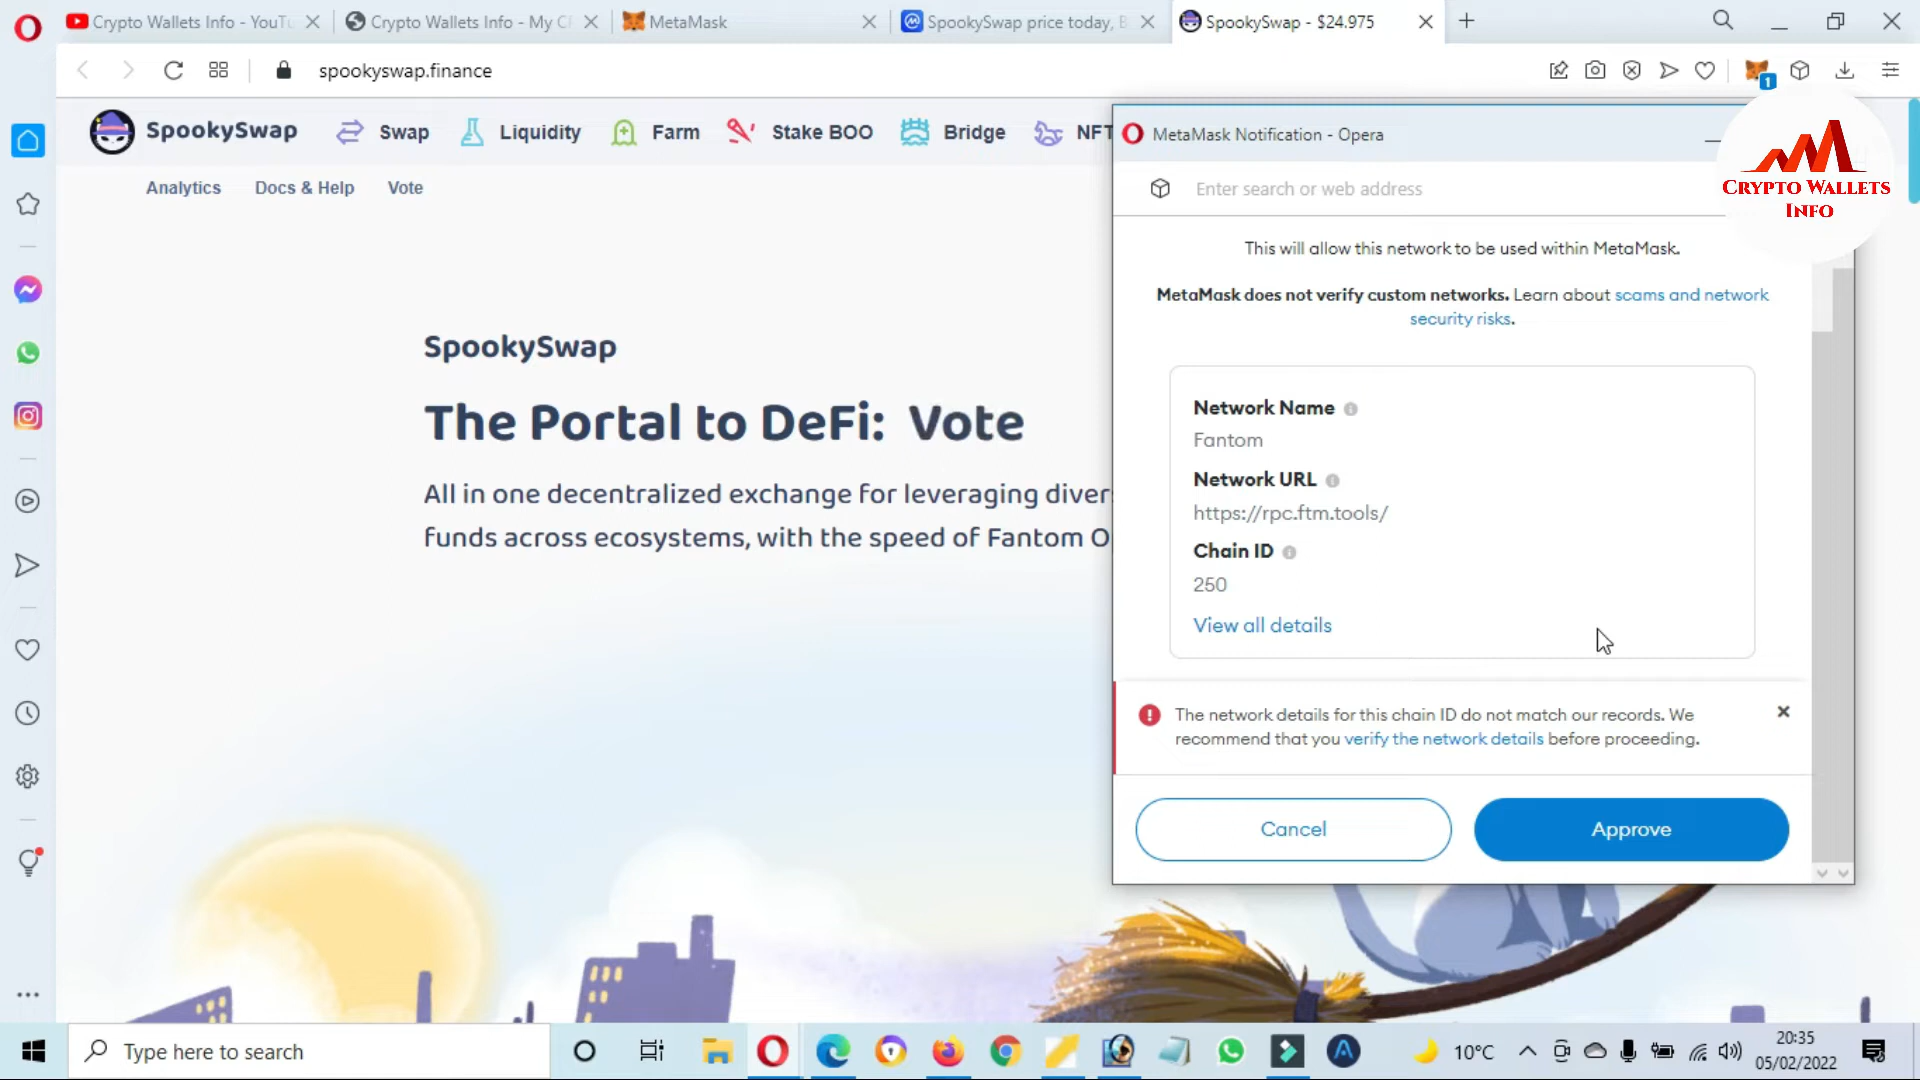 Crypto Wallets Info - YouTu
Crypto Wallets Info - My C
MetaMask
SpookySwap price today, B
SpookySwap - $24.975
spookyswap.finance
1
SpookySwap
Swap
Liquidity
Farm
Stake BOO
Bridge
NFT
Analytics
Docs & Help
Vote
SpookySwap
The Portal to DeFi: Vote
All in one decentralized exchange for leveraging divers
funds across ecosystems, with the speed of Fantom O
MetaMask Notification - Opera
Enter search or web address
Crypto Wallets
Info
This will allow this network to be used within MetaMask.
MetaMask does not verify custom networks. Learn about scams and network
security risks.
Network Name
Fantom
Network URL
https://rpc.ftm.tools/
Chain ID
250
View all details
The network details for this chain ID do not match our records. We
recommend that you verify the network details before proceeding.
Cancel
Approve
Type here to search
10°C
20:35
05/02/2022